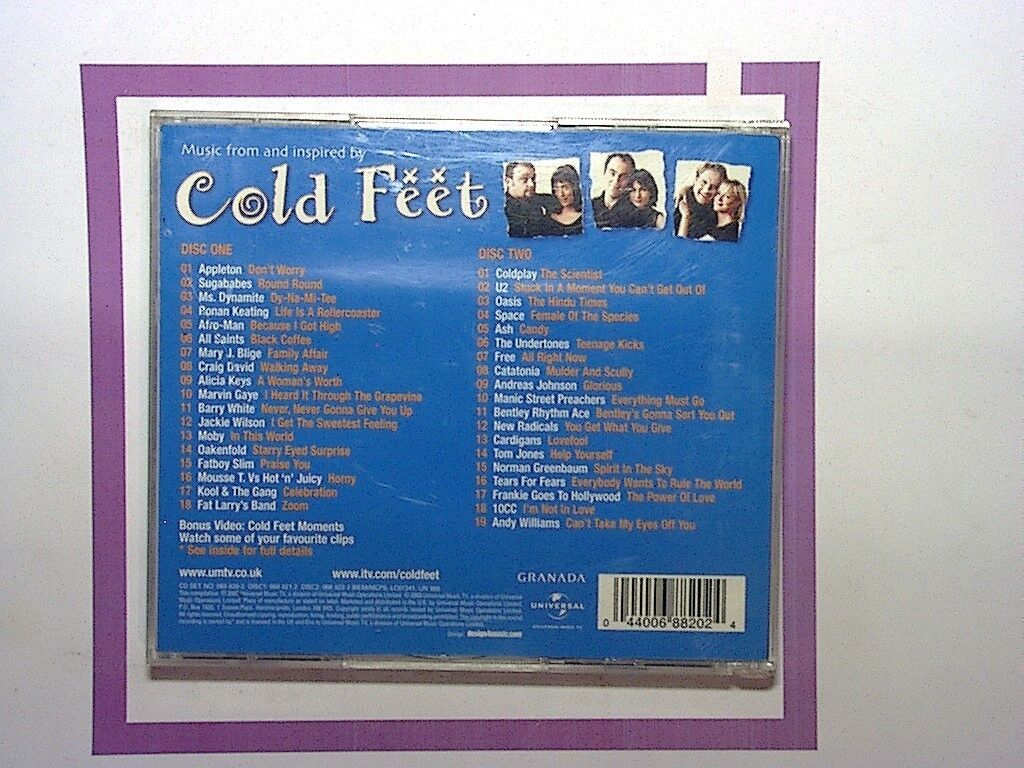 Music from and inspired by
Cold Feet
DISC ONE
01 Appleton Don't Worry
02 Sugababes Round Round
03 Ms. Dynamite Dy-Na-Mi-Tee
04 Ronan Keating Life Is A Rollercoaster
05 Afro-Man Because I Got High
06 All Saints Black Coffee
07 Mary J. Blige Family Affair
08 Craig David Walking Away
09 Alicia Keys A Woman's Worth
10 Marvin Gaye I Heard It Through The Grapevine
11 Barry White Never, Never Gonna Give You Up
12 Jackie Wilson I Get The Sweetest Feeling
13 Moby In This World
14 Oakenfold Starry Eyed Surprise
15 Fatboy Slim Praise You
16 Mousse T. Vs Hot 'n' Juicy Horny
17 Kool & The Gang Celebration
18 Fat Larry's Band Zoom
Bonus Video: Cold Feet Moments
Watch some of your favourite clips
* See inside for full details
DISC TWO
01 Coldplay The Scientist
02 U2 Stuck In A Moment You Can't Get Out Of
03 Oasis The Hindu Times
04 Space Female Of The Species
05 Ash Candy
06 The Undertones Teenage Kicks
07 Free All Right Now
08 Catatonia Mulder And Scully
09 Andreas Johnson Glorious
10 Manic Street Preachers Everything Must Go
11 Bentley Rhythm Ace Bentley's Gonna Sort You Out
12 New Radicals You Get What You Give
13 Cardigans Lovefool
14 Tom Jones Help Yourself
15 Norman Greenbaum Spirit In The Sky
16 Tears For Fears Everybody Wants To Rule The World
17 Frankie Goes To Hollywood The Power Of Love
18 10CC I'm Not In Love
19 Andy Williams Can't Take My Eyes Off You
www.umtv.co.uk
www.itv.com/coldfeet
GRANADA
UNIVERSAL
UNIVERSAL MUSIC TV
0 44006 88202 4